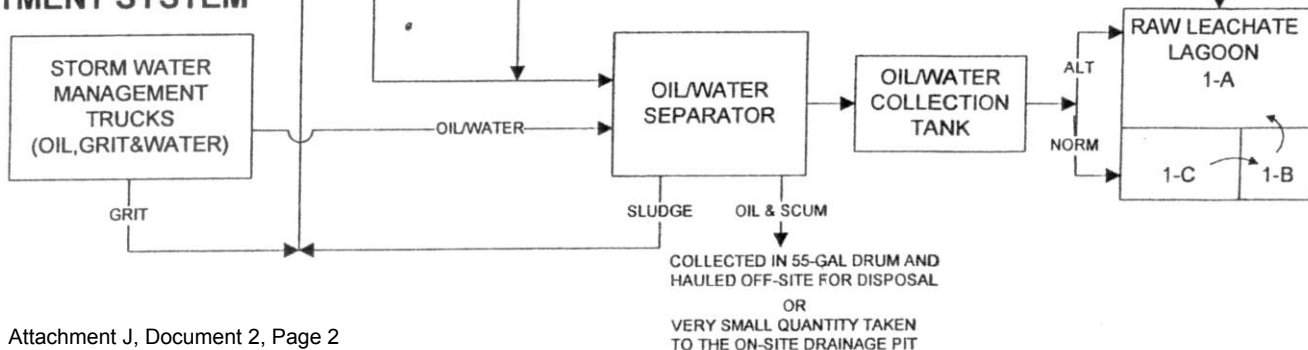 TMENT SYSTEM
STORM WATER
MANAGEMENT
TRUCKS
(OIL,GRIT&WATER)
GRIT
OIL/WATER
OIL/WATER
SEPARATOR
SLUDGE
OIL & SCUM
COLLECTED IN 55-GAL DRUM AND
HAULED OFF-SITE FOR DISPOSAL
OR
VERY SMALL QUANTITY TAKEN
TO THE ON-SITE DRAINAGE PIT
OIL/WATER
COLLECTION
TANK
ALT
NORM
RAW LEACHATE
LAGOON
1-A
1-C
1-B
Attachment J, Document 2, Page 2